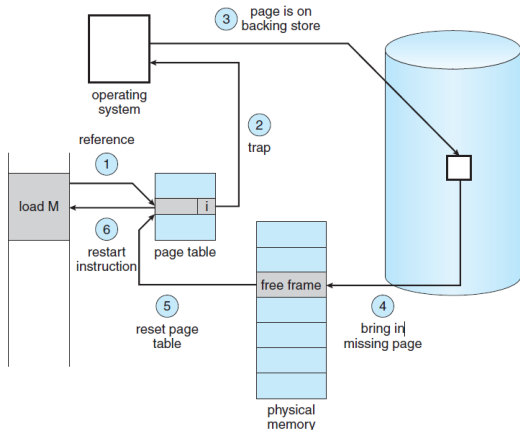 3
page is on
backing store
operating
system
2
trap
reference
1
load M
i
6
restart
instruction
page table
free frame
5
reset page
table
4
bring in
missing page
physical
memory